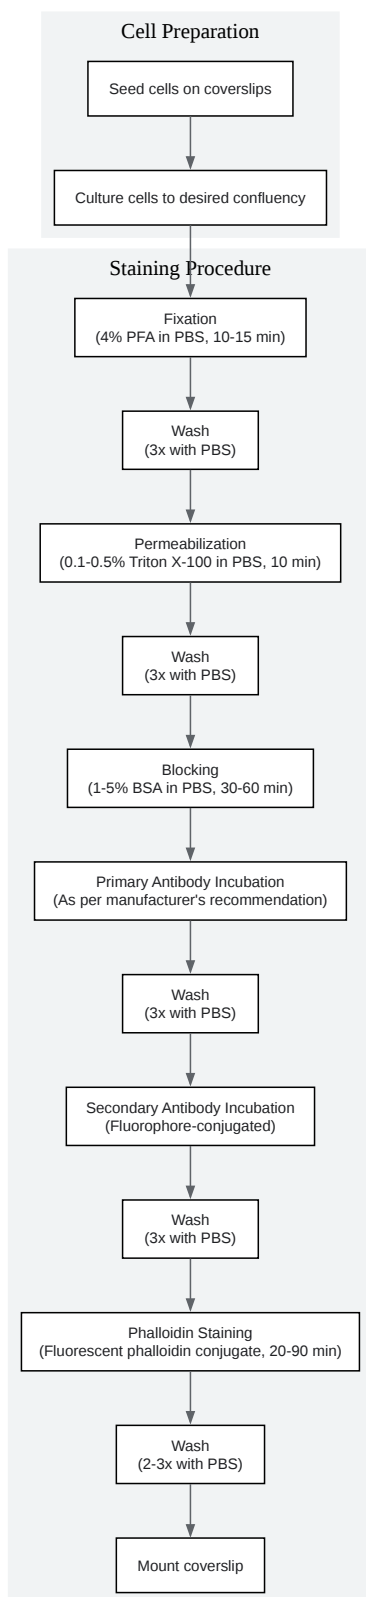 Cell Preparation
Seed cells on coverslips
Culture cells to desired confluency
Staining Procedure
Fixation
(4% PFA in PBS, 10-15 min)
Wash
(3x with PBS)
Permeabilization
(0.1-0.5% Triton X-100 in PBS, 10 min)
Wash
(3x with PBS)
Blocking
(1-5% BSA in PBS, 30-60 min)
Primary Antibody Incubation
(As per manufacturer's recommendation)
Wash
(3x with PBS)
Secondary Antibody Incubation
(Fluorophore-conjugated)
Wash
(3x with PBS)
Phalloidin Staining
(Fluorescent phalloidin conjugate, 20-90 min)
Wash
(2-3x with PBS)
Mount coverslip